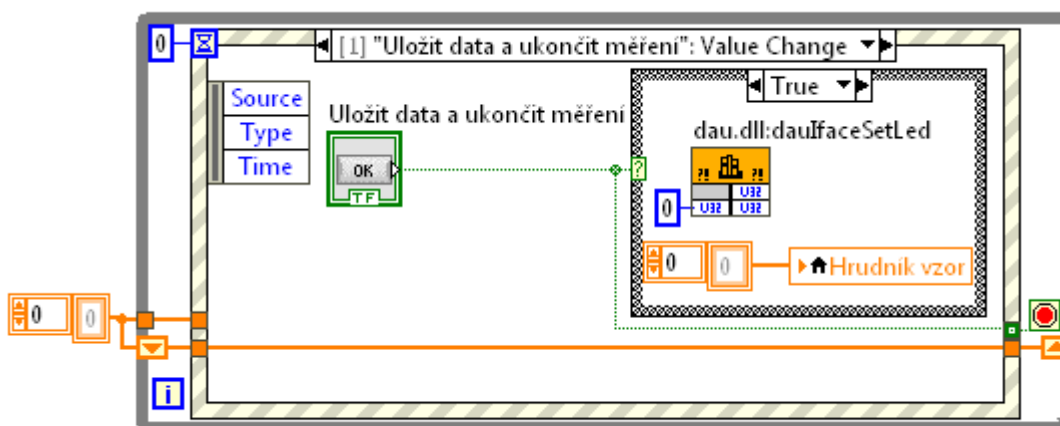 0
[1] "Uložit data a ukončit měření": Value Change
Source
Type
Time
Uložit data a ukončit měření
OK
TF
True
dau.dll:dauIfaceSetLed
?! ?!
U32
0 U32 U32
?
0 0 Hrudník vzor
0 0
i